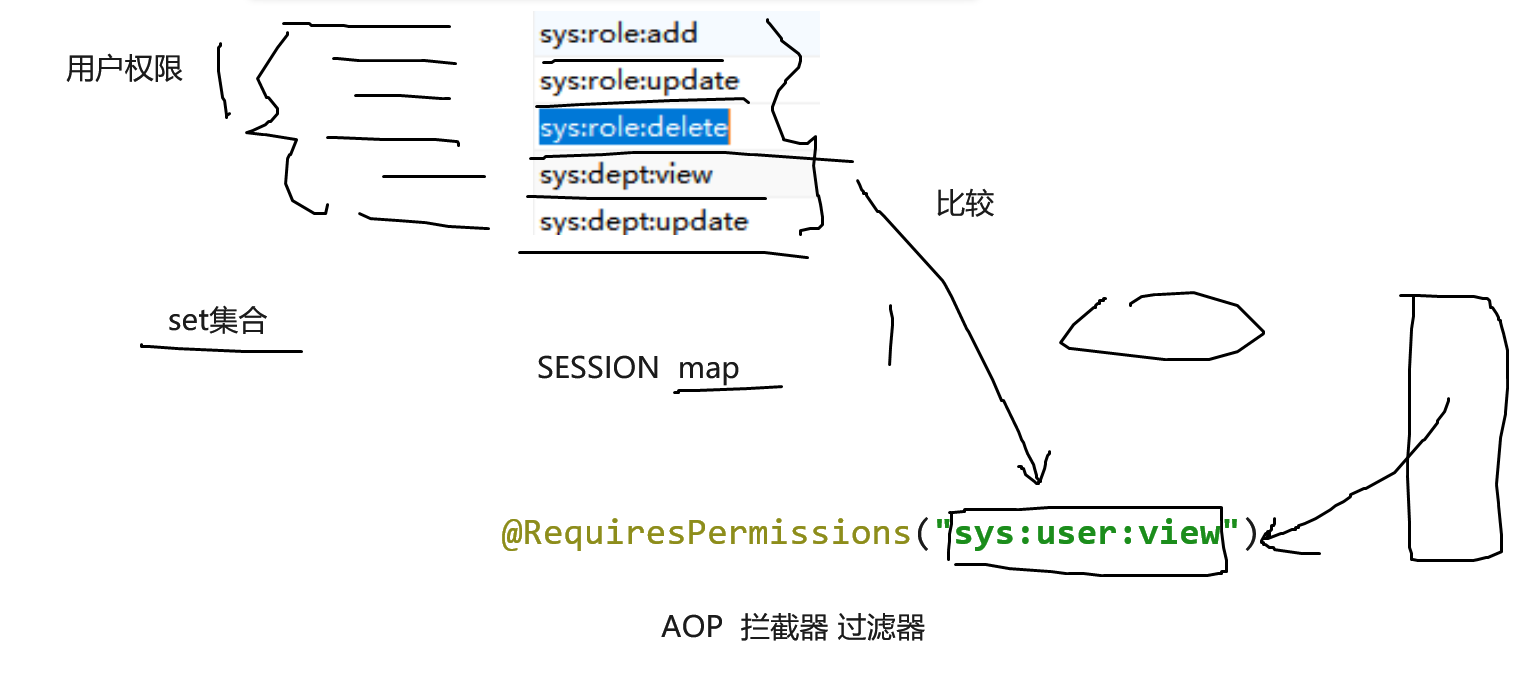 sys:role:add
用户权限
sys:role:update
sys:role:delete
sys:dept:view
比较
sys:dept:update
set集合
SESSION map
@RequiresPermissions("sys:user:view")
AOP 拦截器 过滤器